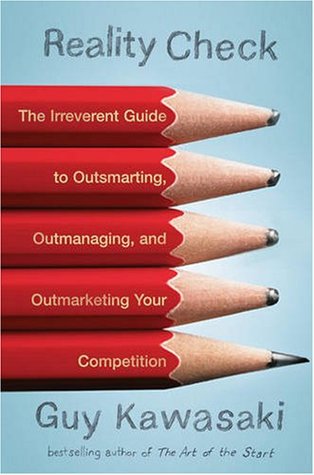 Reality Check
The Irreverent Guide
to Outsmarting,
Outmanaging, and
Outmarketing Your
Competition
Guy Kawasaki
bestselling author of The Art of the Start